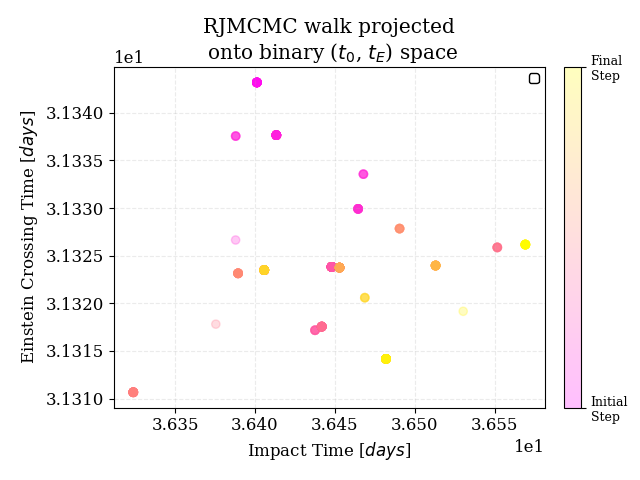 RJMCMC walk projected
onto binary (t₀, t_E) space
1e1
3.1340
3.1335
3.1330
3.1325
3.1320
3.1315
3.1310
Einstein Crossing Time [days]
3.635
3.640
3.645
3.650
3.655
1e1
Impact Time [days]
Final
Step
Initial
Step